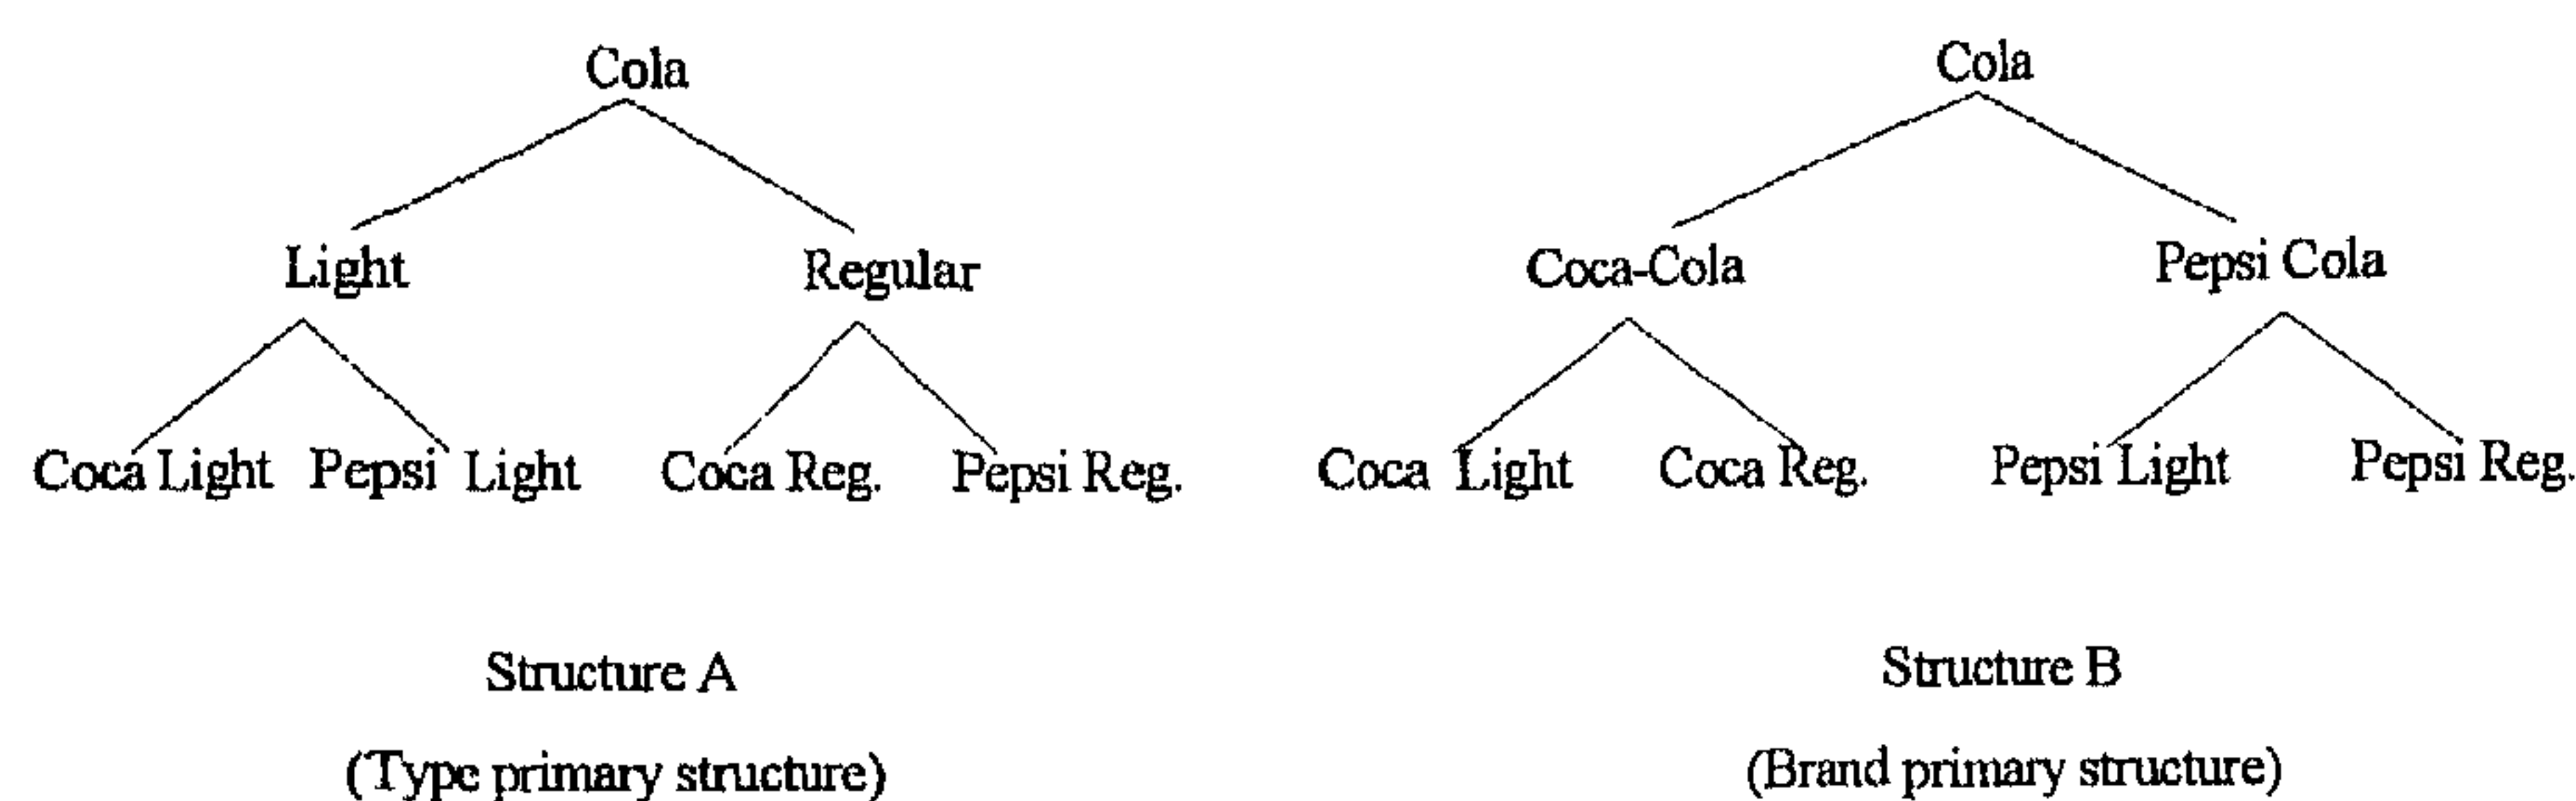 Cola
Light Regular
Coca Light Pepsi Light Coca Reg. Pepsi Reg.
Structure A
(Type primary structure)
Cola
Coca-Cola Pepsi Cola
Coca Light Coca Reg. Pepsi Light Pepsi Reg.
Structure B
(Brand primary structure)